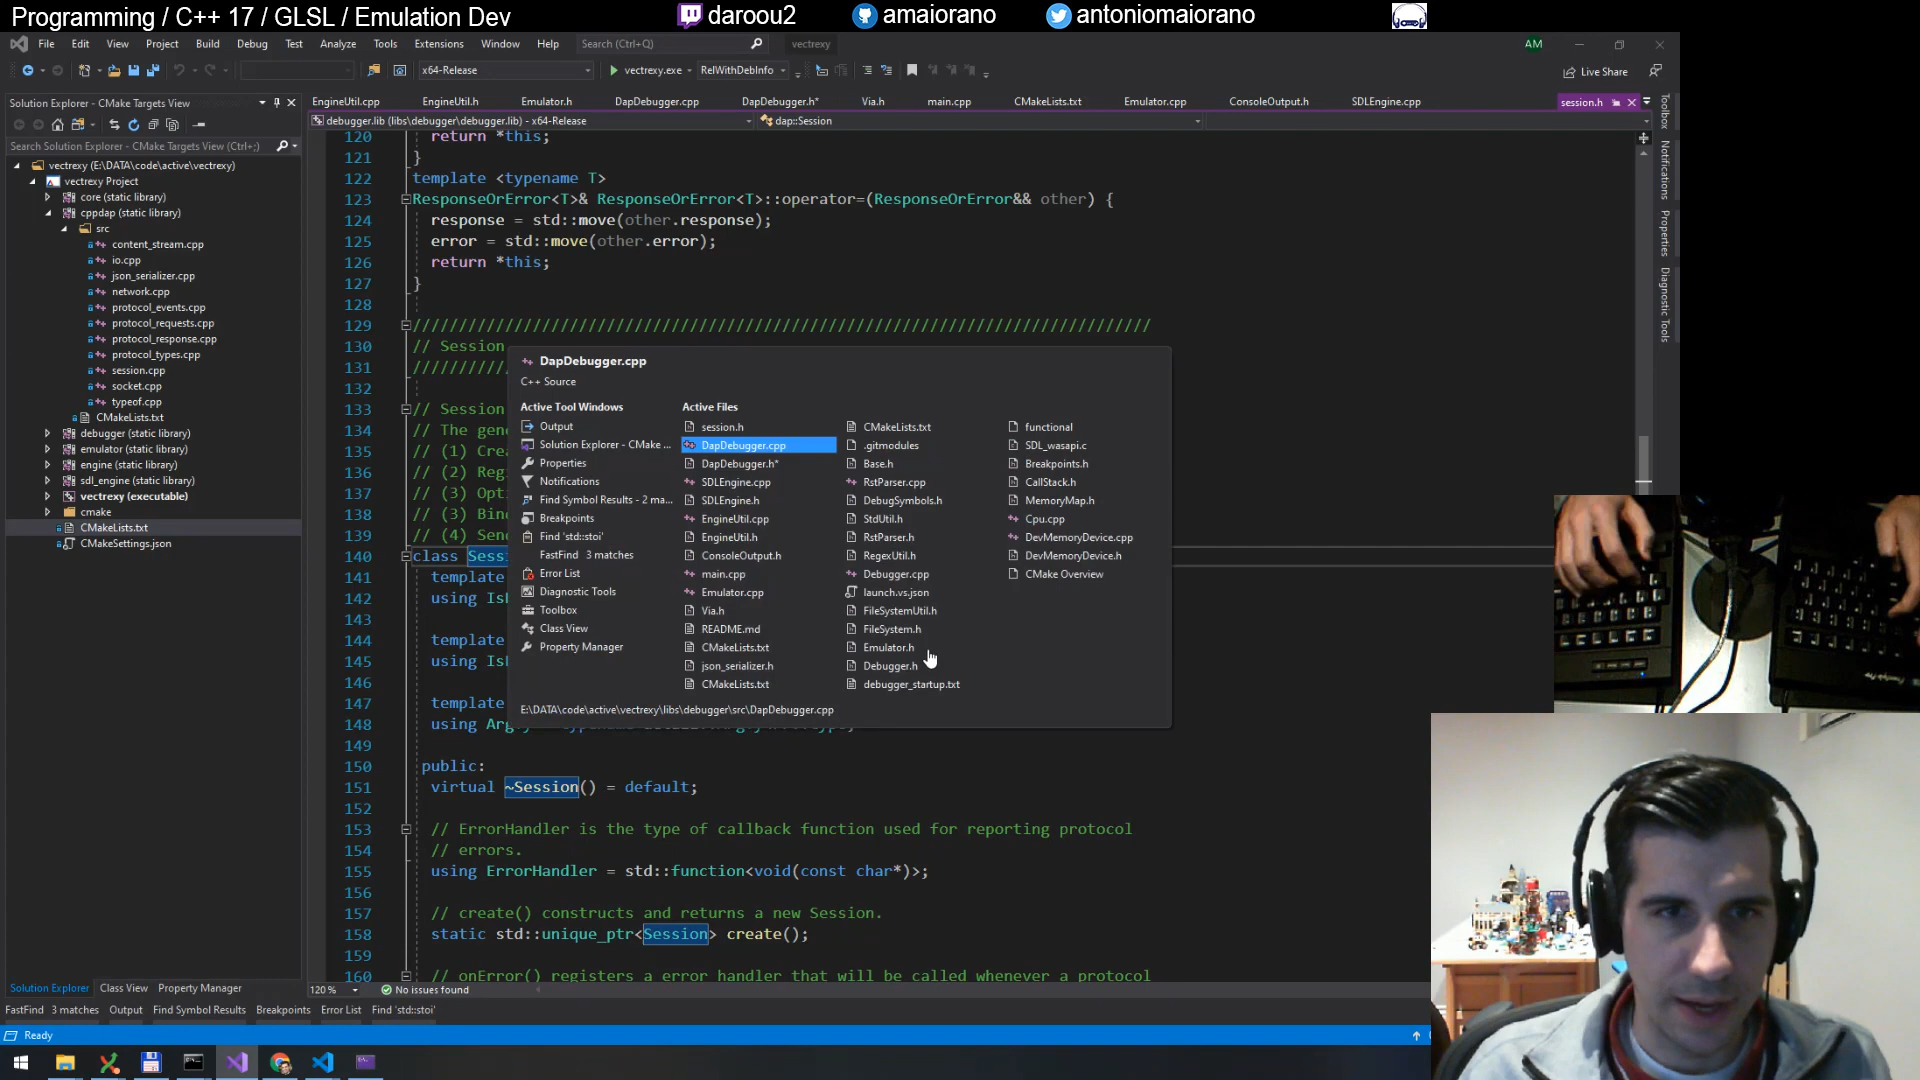 Programming / C++ 17 / GLSL / Emulation Dev
daroou2
amaiorano
antoniomaiorano
File Edit View Project Build Debug Test Analyze Tools Extensions Window Help
Search (Ctrl+Q)
vectrexy
AM
x64-Release
vectrexy.exe
RelWithDebInfo
Live Share
Solution Explorer - CMake Targets View
Search Solution Explorer - CMake Targets View (Ctrl+;)
vectrexy (E:\DATA\code\active\vectrexy)
vectrexy Project
core (static library)
cppdap (static library)
src
content_stream.cpp
io.cpp
json_serializer.cpp
network.cpp
protocol_events.cpp
protocol_requests.cpp
protocol_response.cpp
protocol_types.cpp
session.cpp
socket.cpp
typeof.cpp
CMakeLists.txt
debugger (static library)
emulator (static library)
engine (static library)
sdl_engine (static library)
vectrexy (executable)
cmake
CMakeLists.txt
CMakeSettings.json
Solution Explorer Class View Property Manager
EngineUtil.cpp EngineUtil.h Emulator.h DapDebugger.cpp DapDebugger.h* Via.h main.cpp CMakeLists.txt Emulator.cpp ConsoleOutput.h SDLEngine.cpp session.h
debugger.lib (libs\debugger\debugger.lib) - x64-Release
dap::Session
120 return *this;
121 }
122 template <typename T>
123 ResponseOrError<T>& ResponseOrError<T>::operator=(ResponseOrError&& other) {
124 response = std::move(other.response);
125 error = std::move(other.error);
126 return *this;
127 }
128
129 ////////////////////////////////////////////////////////////////////////////////
130 // Session
131 //////////
132
133 // Session
134 // The gene
135 // (1) Crea
136 // (2) Reg
137 // (3) Opti
138 // (3) Bind
139 // (4) Send
140 class Sessi
141 template
142 using IsE
143
144 template
145 using IsE
146
147 template
148 using Arg
149
150 public:
151 virtual ~Session() = default;
152
153 // ErrorHandler is the type of callback function used for reporting protocol
154 // errors.
155 using ErrorHandler = std::function<void(const char*)>;
156
157 // create() constructs and returns a new Session.
158 static std::unique_ptr<Session> create();
159
160 // onError() registers a error handler that will be called whenever a protocol
DapDebugger.cpp
C++ Source
Active Tool Windows
Output
Solution Explorer - CMake ...
Properties
Notifications
Find Symbol Results - 2 ma...
Breakpoints
Find 'std::stoi'
FastFind 3 matches
Error List
Diagnostic Tools
Toolbox
Class View
Property Manager
Active Files
session.h
DapDebugger.cpp
DapDebugger.h*
SDLEngine.cpp
SDLEngine.h
EngineUtil.cpp
EngineUtil.h
ConsoleOutput.h
main.cpp
Emulator.cpp
Via.h
README.md
CMakeLists.txt
json_serializer.h
CMakeLists.txt
CMakeLists.txt
.gitmodules
Base.h
RstParser.cpp
DebugSymbols.h
StdUtil.h
RstParser.h
RegexUtil.h
Debugger.cpp
launch.vs.json
FileSystemUtil.h
FileSystem.h
Emulator.h
Debugger.h
debugger_startup.txt
functional
SDL_wasapi.c
Breakpoints.h
CallStack.h
MemoryMap.h
Cpu.cpp
DevMemoryDevice.cpp
DevMemoryDevice.h
CMake Overview
E:\DATA\code\active\vectrexy\libs\debugger\src\DapDebugger.cpp
Toolbox
Notifications
Properties
Diagnostic Tools
120 %
No issues found
FastFind 3 matches Output Find Symbol Results Breakpoints Error List Find 'std::stoi'
Ready